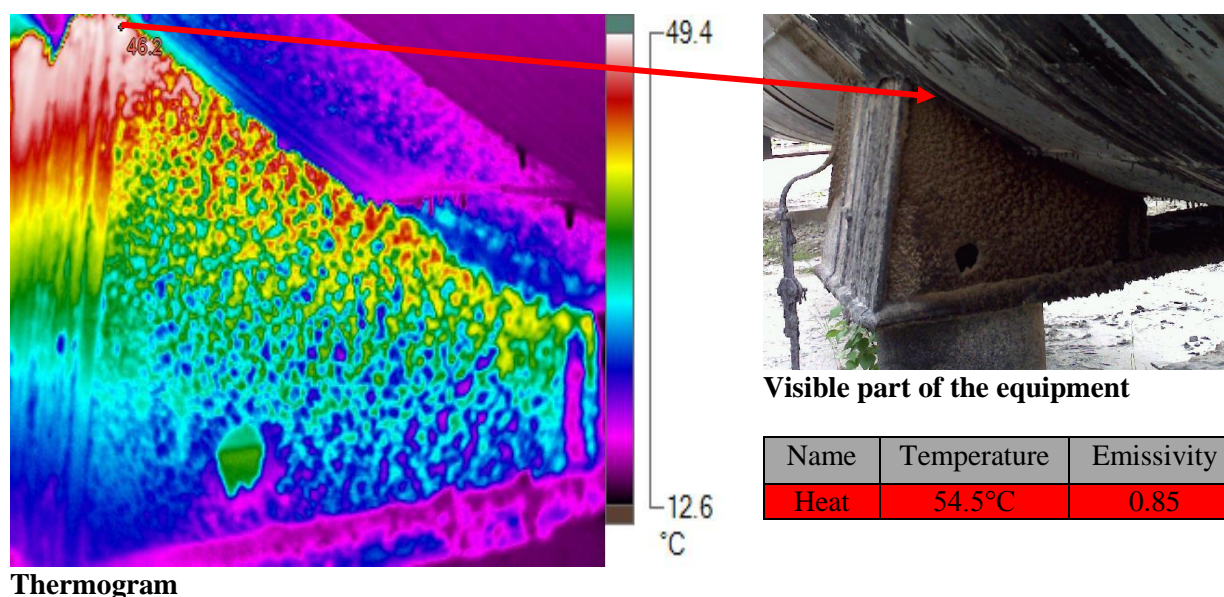 46.2
49.4
12.6
°C
Thermogram
Visible part of the equipment
Name Temperature Emissivity
Heat 54.5°C 0.85